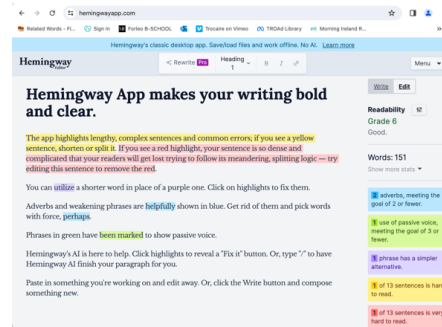 hemingwayapp.com
Related Words - Fi...
Sign in
Forleo B-SCHOOL
Trocaire on Vimeo
TROAd Library
Morning Ireland R...
Hemingway's classic desktop app. Save/load files and work offline. No AI. Learn more
Hemingway
Editor
Rewrite Pro
Heading 1
B I
Menu
Hemingway App makes your writing bold
and clear.
The app highlights lengthy, complex sentences and common errors; if you see a yellow
sentence, shorten or split it. If you see a red highlight, your sentence is so dense and
complicated that your readers will get lost trying to follow its meandering, splitting logic — try
editing this sentence to remove the red.
You can utilize a shorter word in place of a purple one. Click on highlights to fix them.
Adverbs and weakening phrases are helpfully shown in blue. Get rid of them and pick words
with force, perhaps.
Phrases in green have been marked to show passive voice.
Hemingway's AI is here to help. Click highlights to reveal a "Fix it" button. Or, type "/" to have
Hemingway AI finish your paragraph for you.
Paste in something you're working on and edit away. Or, click the Write button and compose
something new.
Write Edit
Readability
Grade 6
Good.
Words: 151
Show more stats
2 adverbs, meeting the
goal of 2 or fewer.
1 use of passive voice,
meeting the goal of 3 or
fewer.
1 phrase has a simpler
alternative.
1 of 13 sentences is hard
to read.
1 of 13 sentences is very
hard to read.